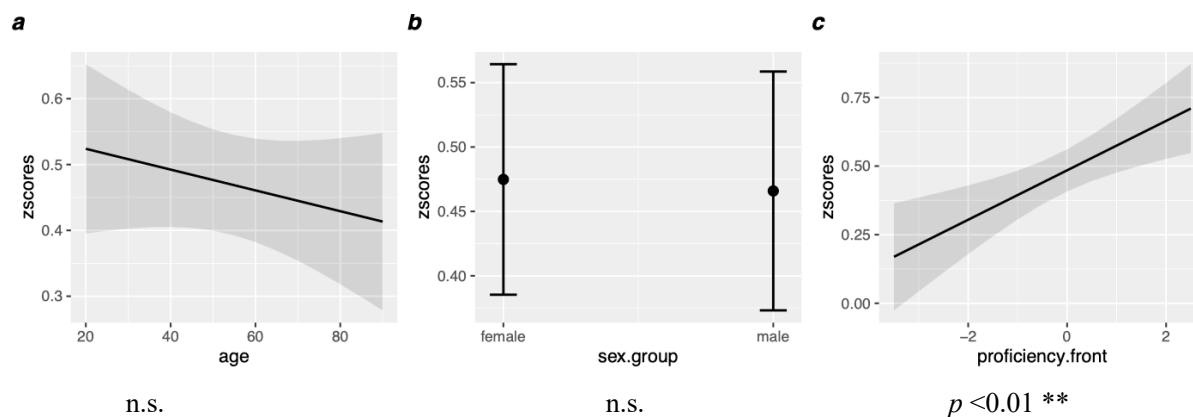 a
zscores
0.6
0.5
0.4
0.3
20
40
60
80
age
n.s.
b
zscores
0.55
0.50
0.45
0.40
female
male
sex.group
n.s.
c
zscores
0.75
0.50
0.25
0.00
−2
0
2
proficiency.front
p <0.01 **